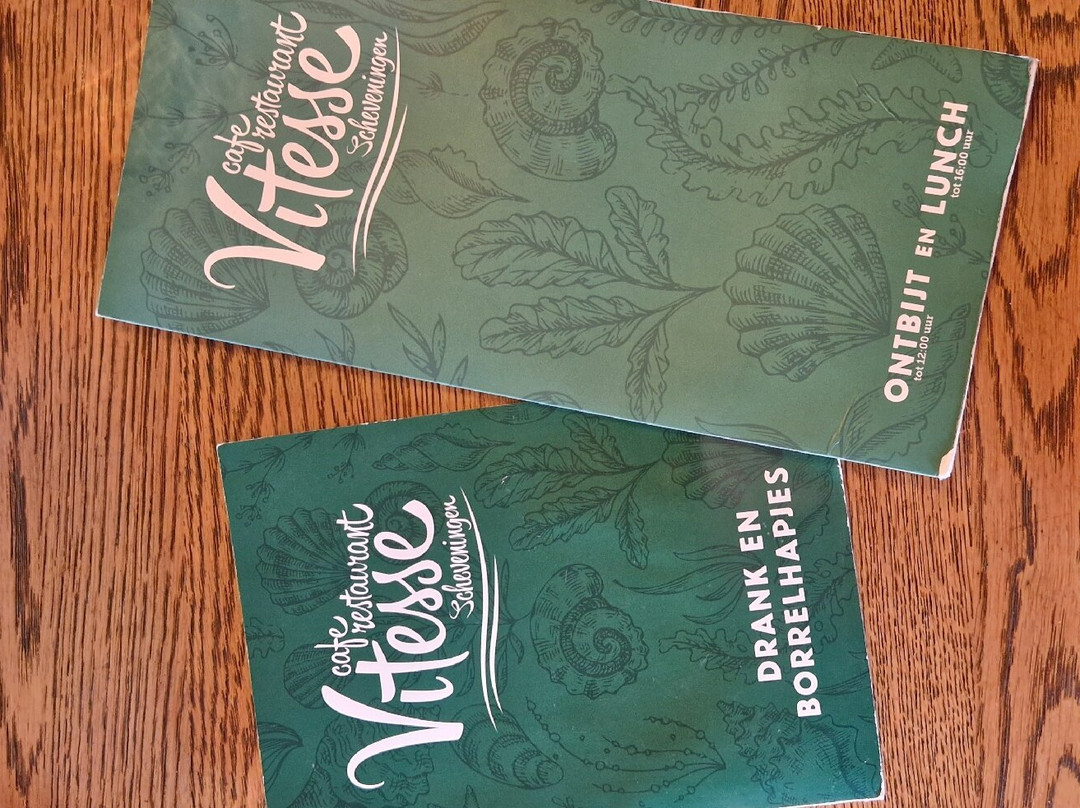 cafe restaurant
Vitesse
Scheveningen
ONTBIJT EN LUNCH
tot 12:00 uur tot 16:00 uur
cafe restaurant
Vitesse
Scheveningen
DRANK EN
BORRELHAPJES